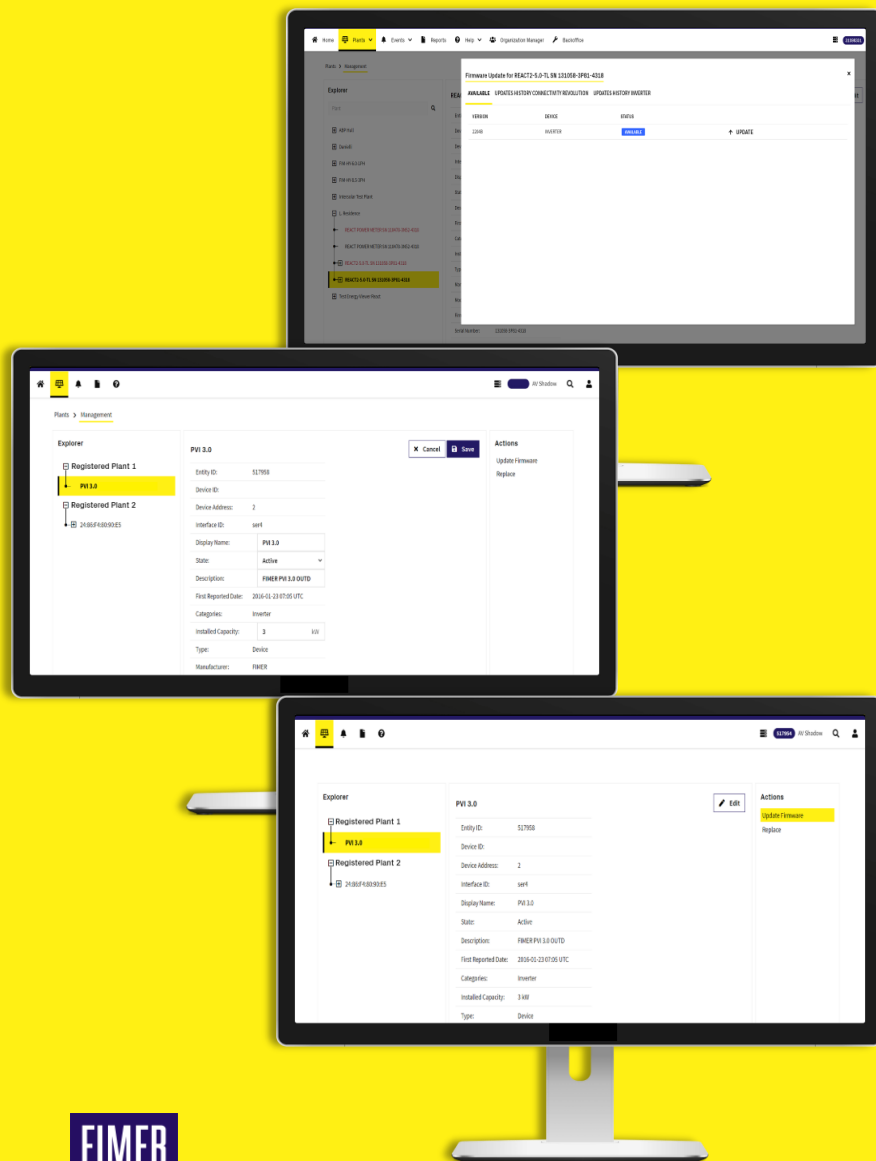 Home Plants Events Reports Help Organization Manager Backoffice
Plants > Management
Explorer
Firmware Update for REACT2-5.0-TL SN 131058-3P81-4318 ×
AVAILABLE UPDATES HISTORY CONNECTIVITY REVOLUTION UPDATES HISTORY INVERTER
VERSION DEVICE STATUS
INVERTER AVAILABLE UPDATE
Serial Number:
AV Shadow
Plants > Management
Explorer
Registered Plant 1
PVI 3.0
Registered Plant 2
24:86:F4:80:90:E5
PVI 3.0 × Cancel Save
Entity ID: 517958
Device ID:
Device Address: 2
Interface ID: ser4
Display Name: PVI 3.0
State: Active
Description: FIMER PVI 3.0 OUTD
First Reported Date: 2016-01-23 07:05 UTC
Categories: Inverter
Installed Capacity: 3 kW
Type: Device
Manufacturer: FIMER
Actions
Update Firmware
Replace
517954 AV Shadow
Explorer
Registered Plant 1
PVI 3.0
Registered Plant 2
24:86:F4:80:90:E5
PVI 3.0 Edit
Entity ID: 517958
Device ID:
Device Address: 2
Interface ID: ser4
Display Name: PVI 3.0
State: Active
Description: FIMER PVI 3.0 OUTD
First Reported Date: 2016-01-23 07:05 UTC
Categories: Inverter
Installed Capacity: 3 kW
Type: Device
Actions
Update Firmware
Replace
FIMER